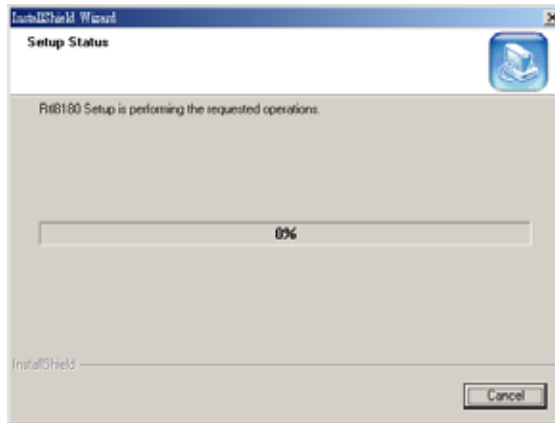 InstallShield Wizard
Setup Status
Rtl8180 Setup is performing the requested operations.
0%
InstallShield
Cancel